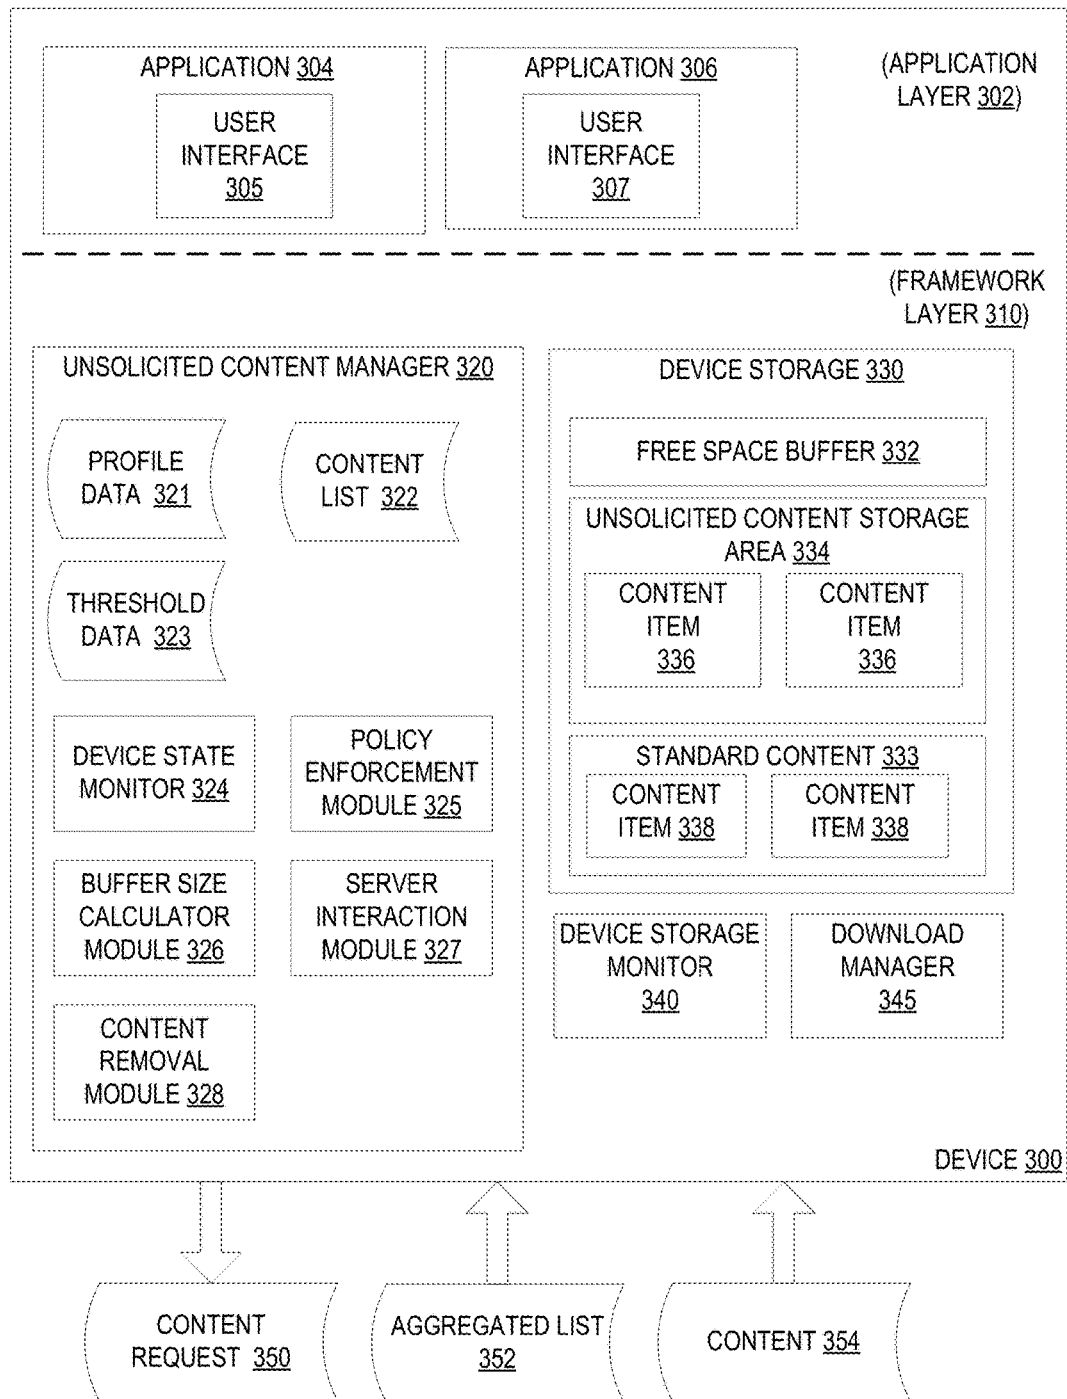 APPLICATION 304
USER
INTERFACE
305
APPLICATION 306
USER
INTERFACE
307
(APPLICATION
LAYER 302)
(FRAMEWORK
LAYER 310)
UNSOLICITED CONTENT MANAGER 320
PROFILE
DATA 321
CONTENT
LIST 322
THRESHOLD
DATA 323
DEVICE STATE
MONITOR 324
POLICY
ENFORCEMENT
MODULE 325
BUFFER SIZE
CALCULATOR
MODULE 326
SERVER
INTERACTION
MODULE 327
CONTENT
REMOVAL
MODULE 328
DEVICE STORAGE 330
FREE SPACE BUFFER 332
UNSOLICITED CONTENT STORAGE
AREA 334
CONTENT
ITEM
336
CONTENT
ITEM
336
STANDARD CONTENT 333
CONTENT
ITEM 338
CONTENT
ITEM 338
DEVICE STORAGE
MONITOR
340
DOWNLOAD
MANAGER
345
DEVICE 300
CONTENT
REQUEST 350
AGGREGATED LIST
352
CONTENT 354